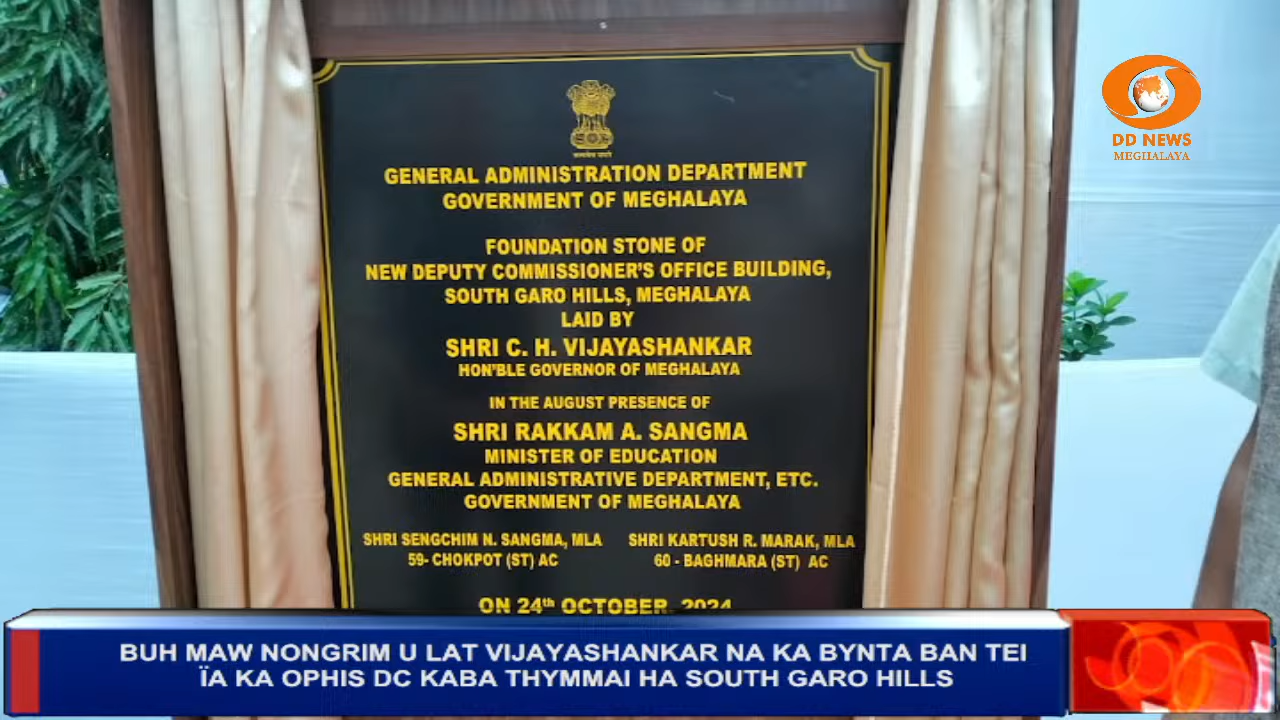 GENERAL ADMINISTRATION DEPARTMENT
GOVERNMENT OF MEGHALAYA
FOUNDATION STONE OF
NEW DEPUTY COMMISSIONER'S OFFICE BUILDING,
SOUTH GARO HILLS, MEGHALAYA
LAID BY
SHRI C. H. VIJAYASHANKAR
HON'BLE GOVERNOR OF MEGHALAYA
IN THE AUGUST PRESENCE OF
SHRI RAKKAM A. SANGMA
MINISTER OF EDUCATION
GENERAL ADMINISTRATIVE DEPARTMENT, ETC.
GOVERNMENT OF MEGHALAYA
SHRI SENGCHIM N. SANGMA, MLA SHRI KARTUSH R. MARAK, MLA
59- CHOKPOT (ST) AC 60 - BAGHMARA (ST) AC
ON 24th OCTOBER, 2024
DD NEWS
MEGHALAYA
BUH MAW NONGRIM U LAT VIJAYASHANKAR NA KA BYNTA BAN TEI
ÏA KA OPHIS DC KABA THYMMAI HA SOUTH GARO HILLS